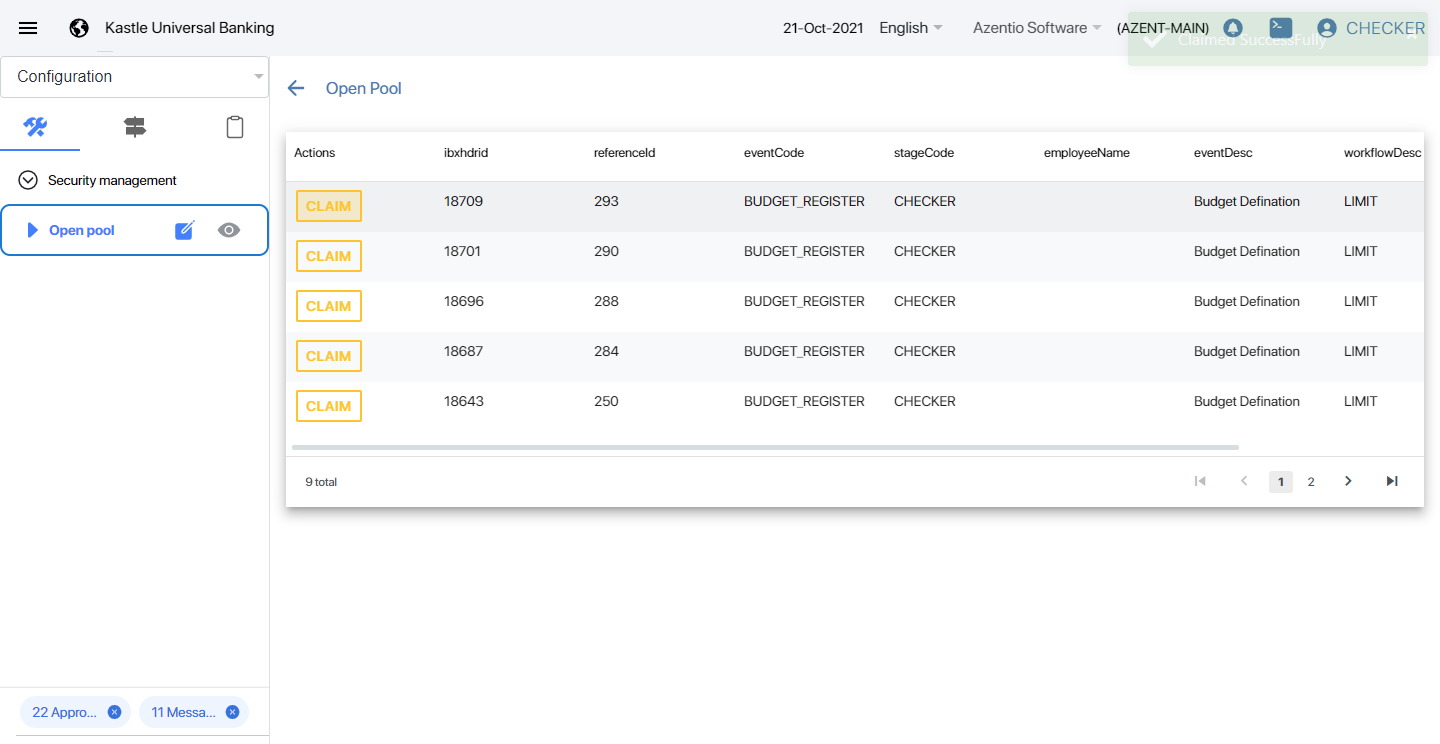 Kastle Universal Banking
21-Oct-2021 English Azentio Software (AZENT-MAIN) CHECKER
Claimed SuccessFully
Configuration
Open Pool
Security management
Open pool
Actions ibxhdrid referenceId eventCode stageCode employeeName eventDesc workflowDesc
CLAIM 18709 293 BUDGET_REGISTER CHECKER Budget Defination LIMIT
CLAIM 18701 290 BUDGET_REGISTER CHECKER Budget Defination LIMIT
CLAIM 18696 288 BUDGET_REGISTER CHECKER Budget Defination LIMIT
CLAIM 18687 284 BUDGET_REGISTER CHECKER Budget Defination LIMIT
CLAIM 18643 250 BUDGET_REGISTER CHECKER Budget Defination LIMIT
9 total 1 2
22 Appro... 11 Messa...